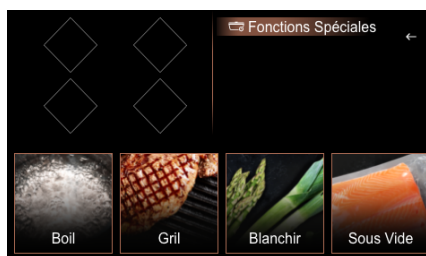 Fonctions Spéciales
Boil
Gril
Blanchir
Sous Vide